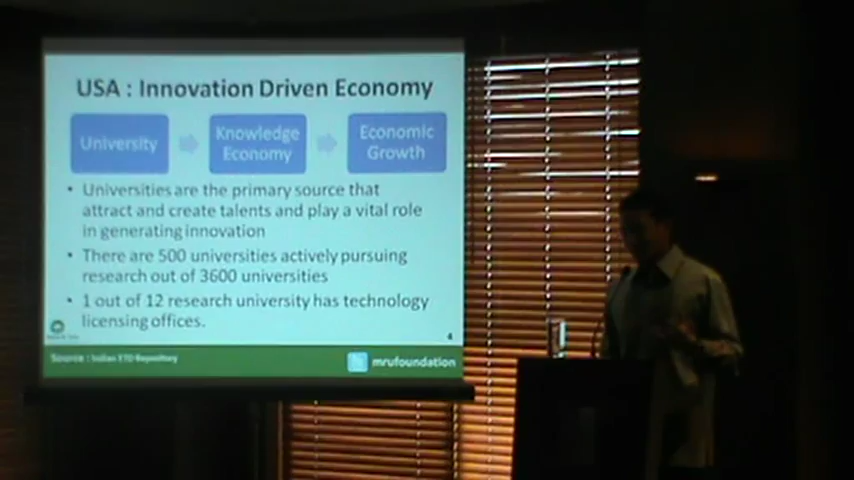 USA : Innovation Driven Economy
University
Knowledge
Economy
Economic
Growth
• Universities are the primary source that
attract and create talents and play a vital role
in generating innovation
• There are 500 universities actively pursuing
research out of 3600 universities
• 1 out of 12 research university has technology
licensing offices.
4
Source : Indian TTO Repository
mrufoundation